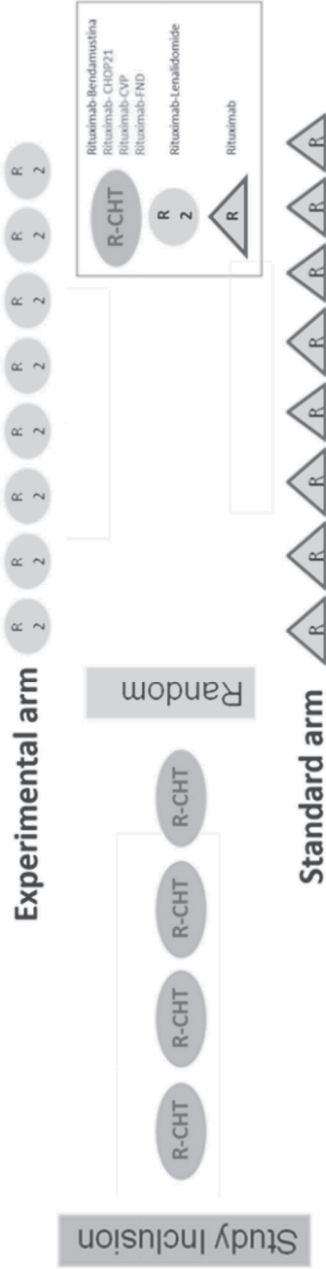 Study Inclusion
R-CHT R-CHT R-CHT R-CHT
Random
Experimental arm
R R R R R R R R
2 2 2 2 2 2 2 2
R-CHT
Rituximab-Bendamustina
Rituximab- CHOP21
Rituximab-CVP
Rituximab-FND
R
2
Rituximab-Lenalidomide
R
Rituximab
Standard arm
R R R R R R R R